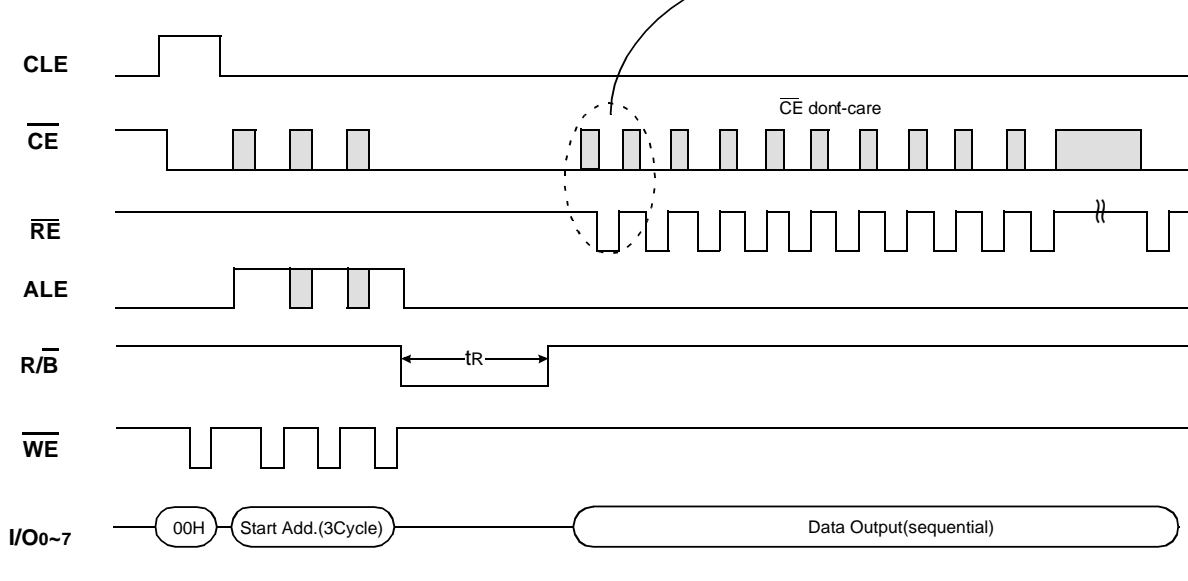 CLE
CE dont-care
CE
RE
ALE
R/B
tR
WE
I/O0~7
00H
Start Add.(3Cycle)
Data Output(sequential)